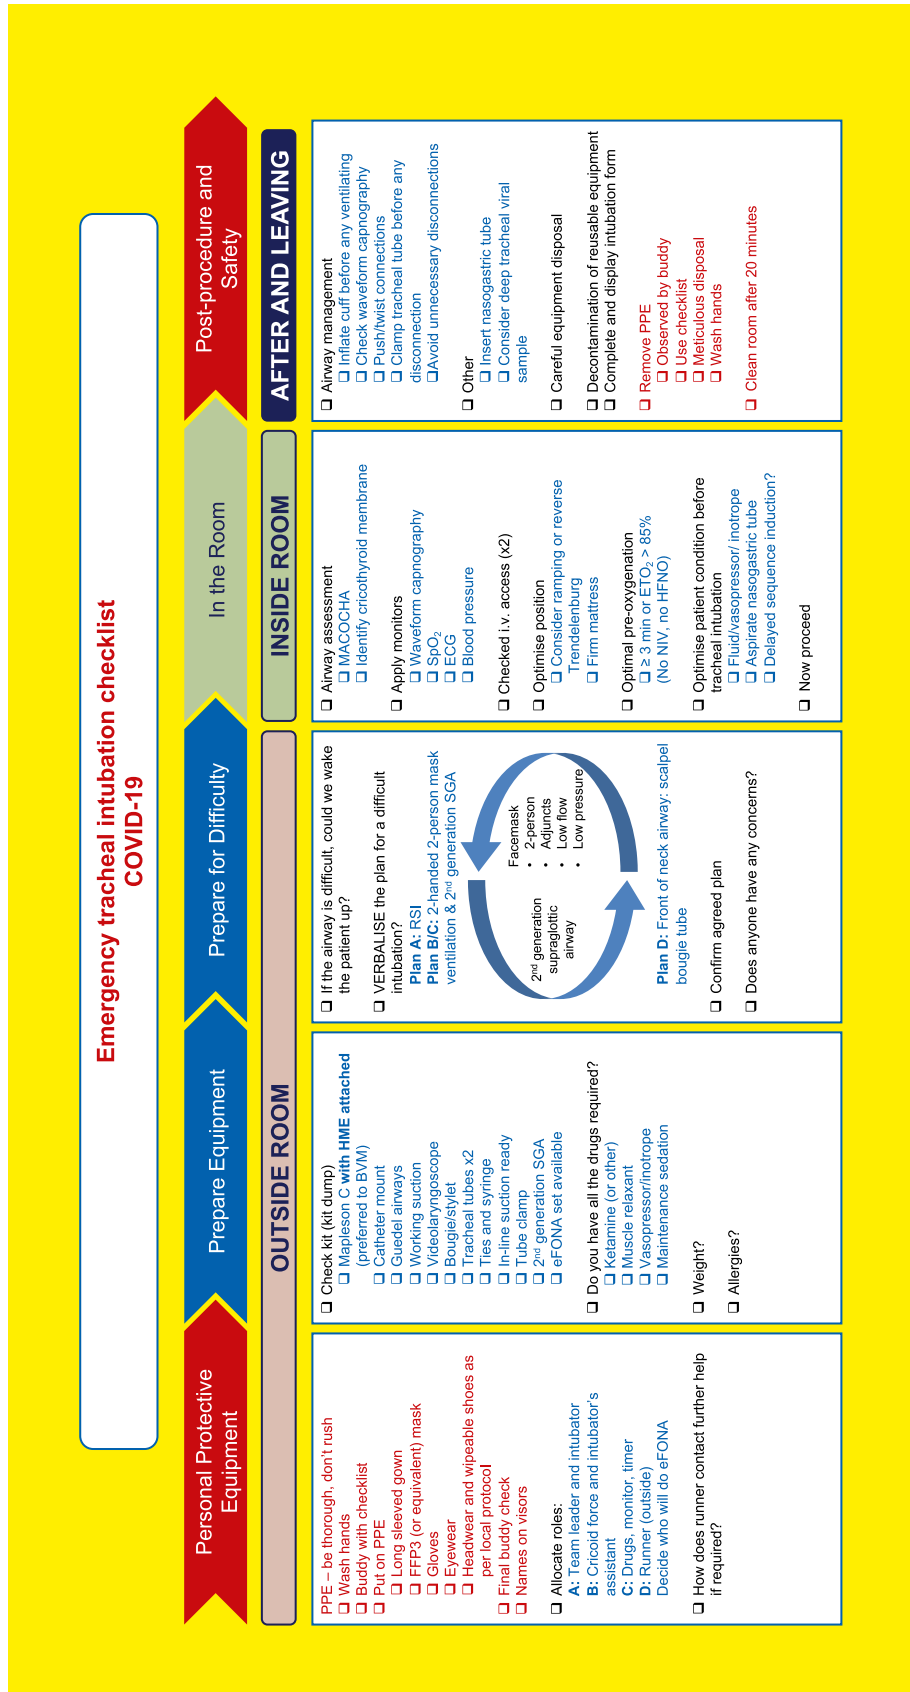 Emergency tracheal intubation checklist
COVID-19
Personal Protective
Equipment
Prepare Equipment
Prepare for Difficulty
In the Room
Post-procedure and
Safety
OUTSIDE ROOM
INSIDE ROOM
AFTER AND LEAVING
PPE – be thorough, don't rush
❑ Wash hands
❑ Buddy with checklist
❑ Put on PPE
❑ Long sleeved gown
❑ FFP3 (or equivalent) mask
❑ Gloves
❑ Eyewear
❑ Headwear and wipeable shoes as
per local protocol
❑ Final buddy check
❑ Names on visors
❑ Allocate roles:
A: Team leader and intubator
B: Cricoid force and intubator's
assistant
C: Drugs, monitor, timer
D: Runner (outside)
Decide who will do eFONA
❑ How does runner contact further help
if required?
❑ Check kit (kit dump)
❑ Mapleson C with HME attached
(preferred to BVM)
❑ Catheter mount
❑ Guedel airways
❑ Working suction
❑ Videolaryngoscope
❑ Bougie/stylet
❑ Tracheal tubes x2
❑ Ties and syringe
❑ In-line suction ready
❑ Tube clamp
❑ 2nd generation SGA
❑ eFONA set available
❑ Do you have all the drugs required?
❑ Ketamine (or other)
❑ Muscle relaxant
❑ Vasopressor/inotrope
❑ Maintenance sedation
❑ Weight?
❑ Allergies?
❑ If the airway is difficult, could we wake
the patient up?
❑ VERBALISE the plan for a difficult
intubation?
Plan A: RSI
Plan B/C: 2-handed 2-person mask
ventilation & 2nd generation SGA
2nd generation
supraglottic
airway
Facemask
• 2-person
• Adjuncts
• Low flow
• Low pressure
Plan D: Front of neck airway: scalpel
bougie tube
❑ Confirm agreed plan
❑ Does anyone have any concerns?
❑ Airway assessment
❑ MACOCHA
❑ Identify cricothyroid membrane
❑ Apply monitors
❑ Waveform capnography
❑ SpO2
❑ ECG
❑ Blood pressure
❑ Checked i.v. access (x2)
❑ Optimise position
❑ Consider ramping or reverse
Trendelenburg
❑ Firm mattress
❑ Optimal pre-oxygenation
❑ ≥ 3 min or ETO2 > 85%
(No NIV, no HFNO)
❑ Optimise patient condition before
tracheal intubation
❑ Fluid/vasopressor/ inotrope
❑ Aspirate nasogastric tube
❑ Delayed sequence induction?
❑ Now proceed
❑ Airway management
❑ Inflate cuff before any ventilating
❑ Check waveform capnography
❑ Push/twist connections
❑ Clamp tracheal tube before any
disconnection
❑Avoid unnecessary disconnections
❑ Other
❑ Insert nasogastric tube
❑ Consider deep tracheal viral
sample
❑ Careful equipment disposal
❑ Decontamination of reusable equipment
❑ Complete and display intubation form
❑ Remove PPE
❑ Observed by buddy
❑ Use checklist
❑ Meticulous disposal
❑ Wash hands
❑ Clean room after 20 minutes